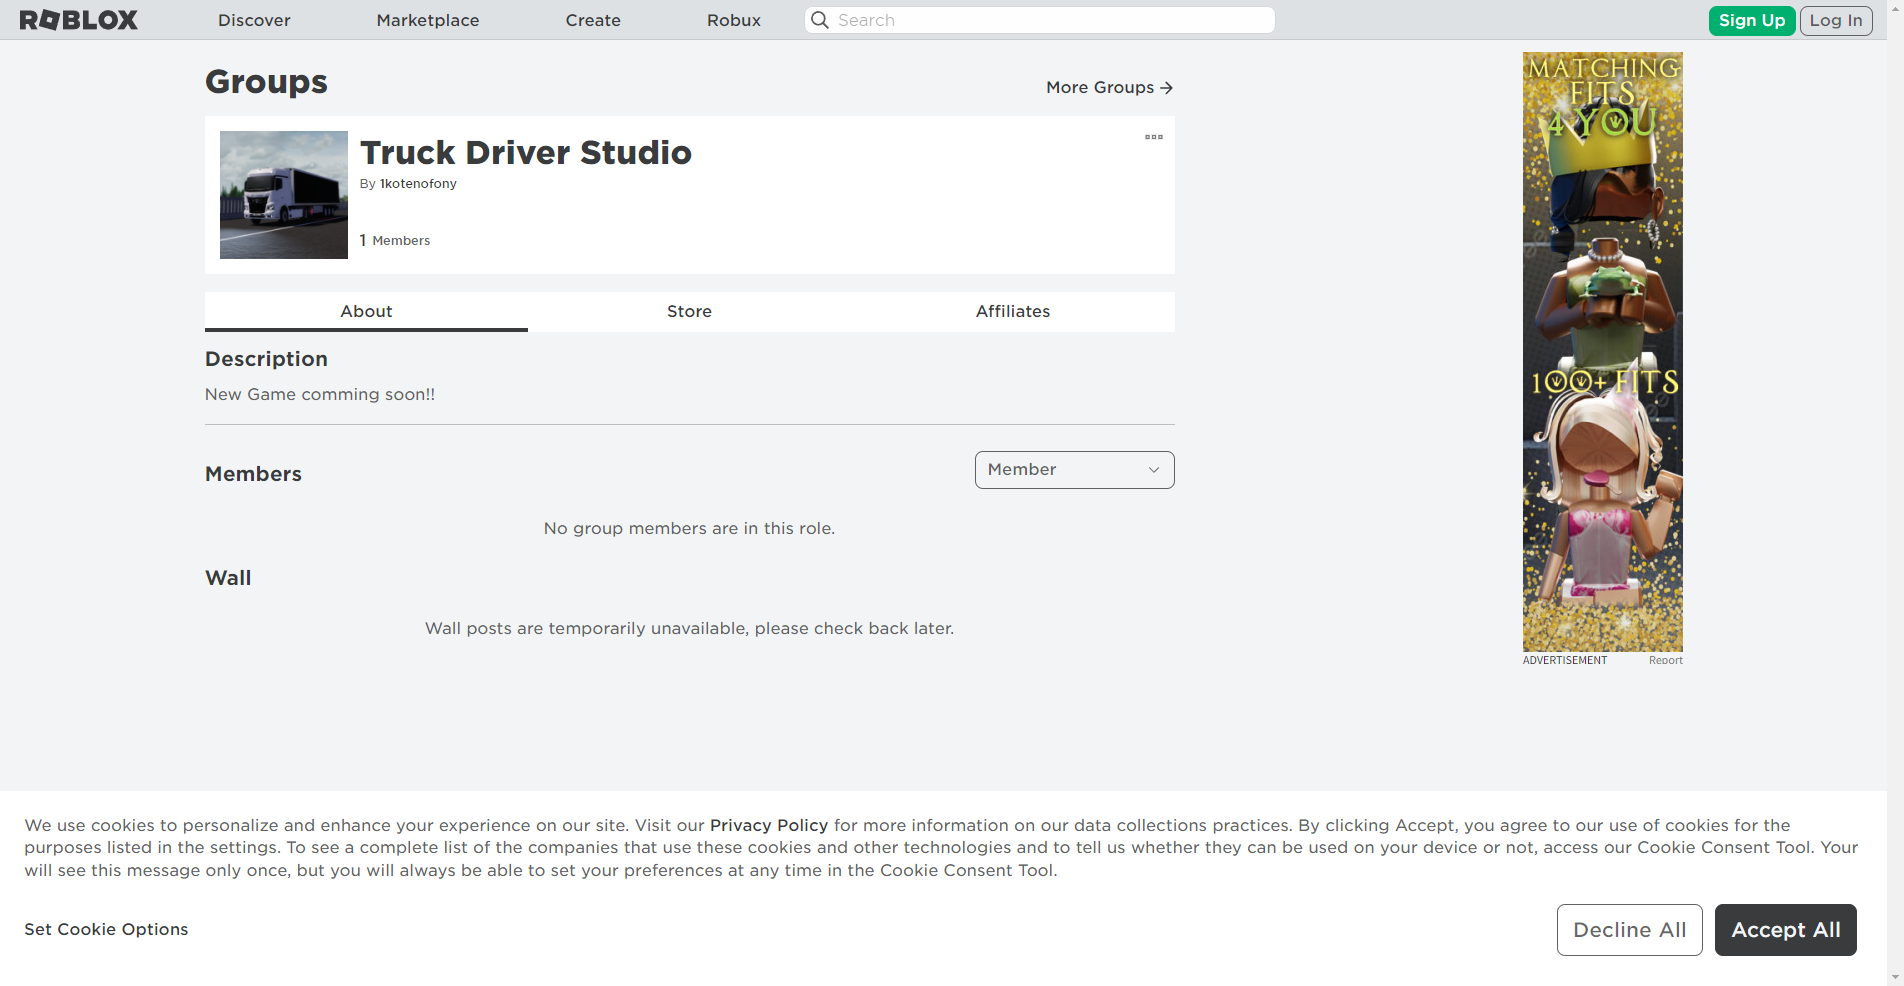 ROBLOX
Discover
Marketplace
Create
Robux
Search
Sign Up
Log In
Groups
More Groups
Truck Driver Studio
By 1kotenofony
1 Members
About
Store
Affiliates
Description
New Game comming soon!!
Members
Member
No group members are in this role.
Wall
Wall posts are temporarily unavailable, please check back later.
MATCHING
FITS
4 YOU
100+ FITS
ADVERTISEMENT
Report
We use cookies to personalize and enhance your experience on our site. Visit our Privacy Policy for more information on our data collections practices. By clicking Accept, you agree to our use of cookies for the
purposes listed in the settings. To see a complete list of the companies that use these cookies and other technologies and to tell us whether they can be used on your device or not, access our Cookie Consent Tool. Your
will see this message only once, but you will always be able to set your preferences at any time in the Cookie Consent Tool.
Set Cookie Options
Decline All
Accept All